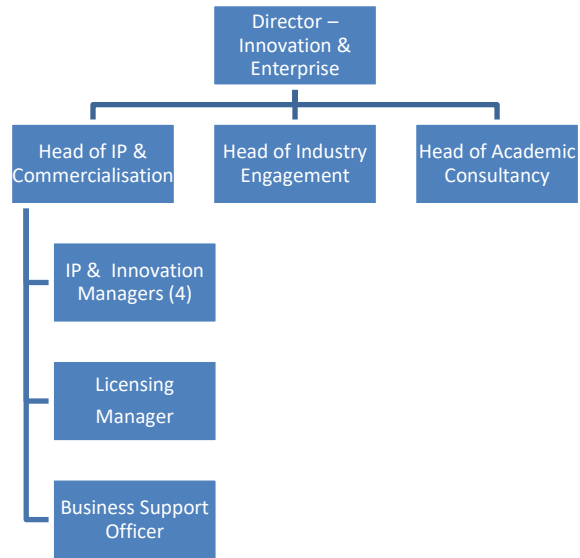 Director –
Innovation &
Enterprise
Head of IP &
Commercialisation
Head of Industry
Engagement
Head of Academic
Consultancy
IP & Innovation
Managers (4)
Licensing
Manager
Business Support
Officer